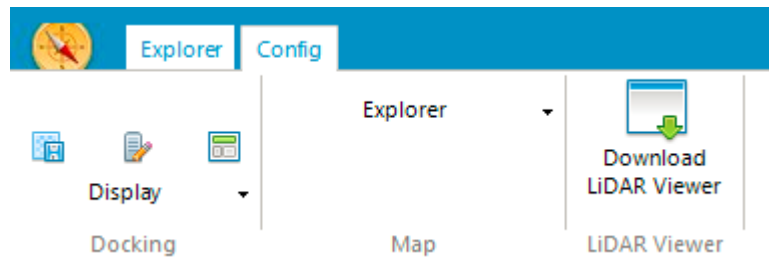 Explorer Config
Explorer
Download
LiDAR Viewer
Display
Docking Map LiDAR Viewer